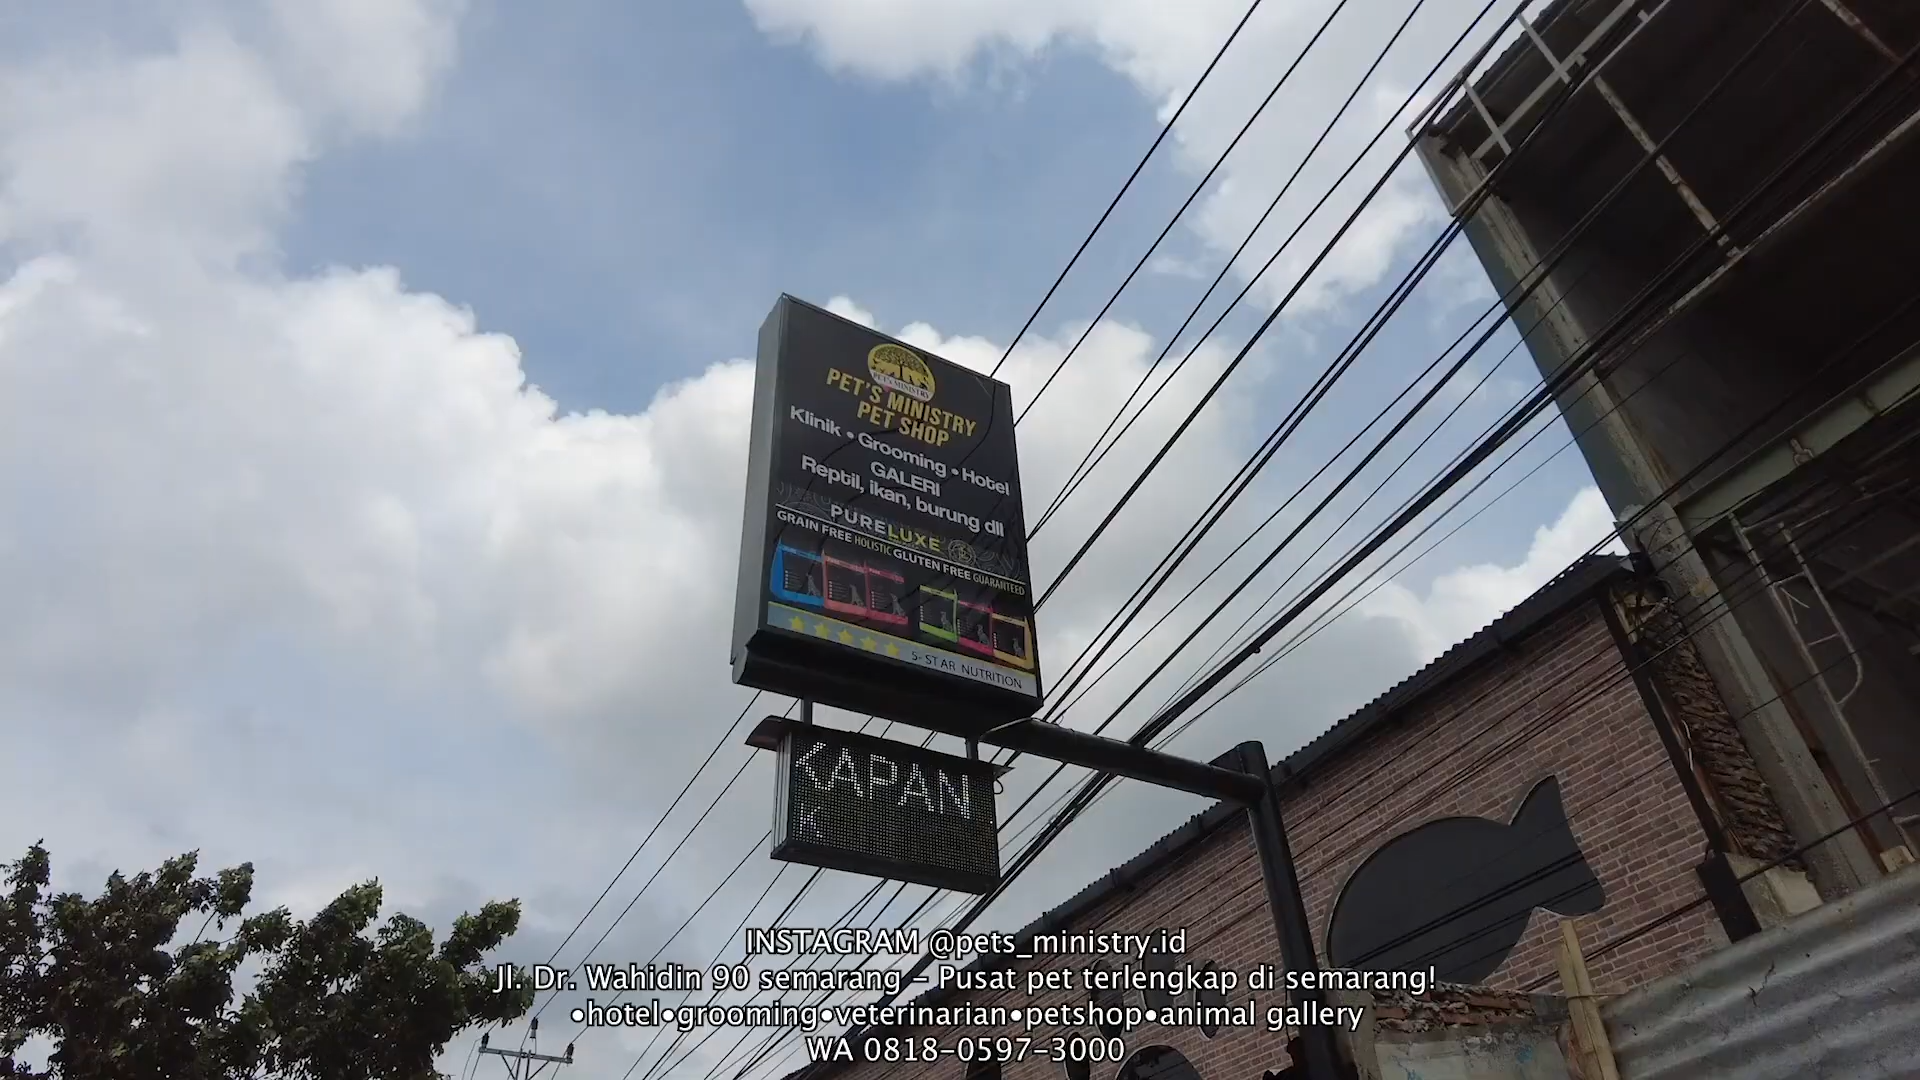 PET'S MINISTRY
PET'S MINISTRY
PET SHOP
Klinik • Grooming • Hotel
GALERI
Reptil, ikan, burung dll
PURELUXE
GRAIN FREE HOLISTIC GLUTEN FREE GUARANTEED
5-STAR NUTRITION
KAPAN
K
INSTAGRAM @pets_ministry.id
Jl. Dr. Wahidin 90 semarang - Pusat pet terlengkap di semarang!
•hotel•grooming•veterinarian•petshop•animal gallery
WA 0818-0597-3000